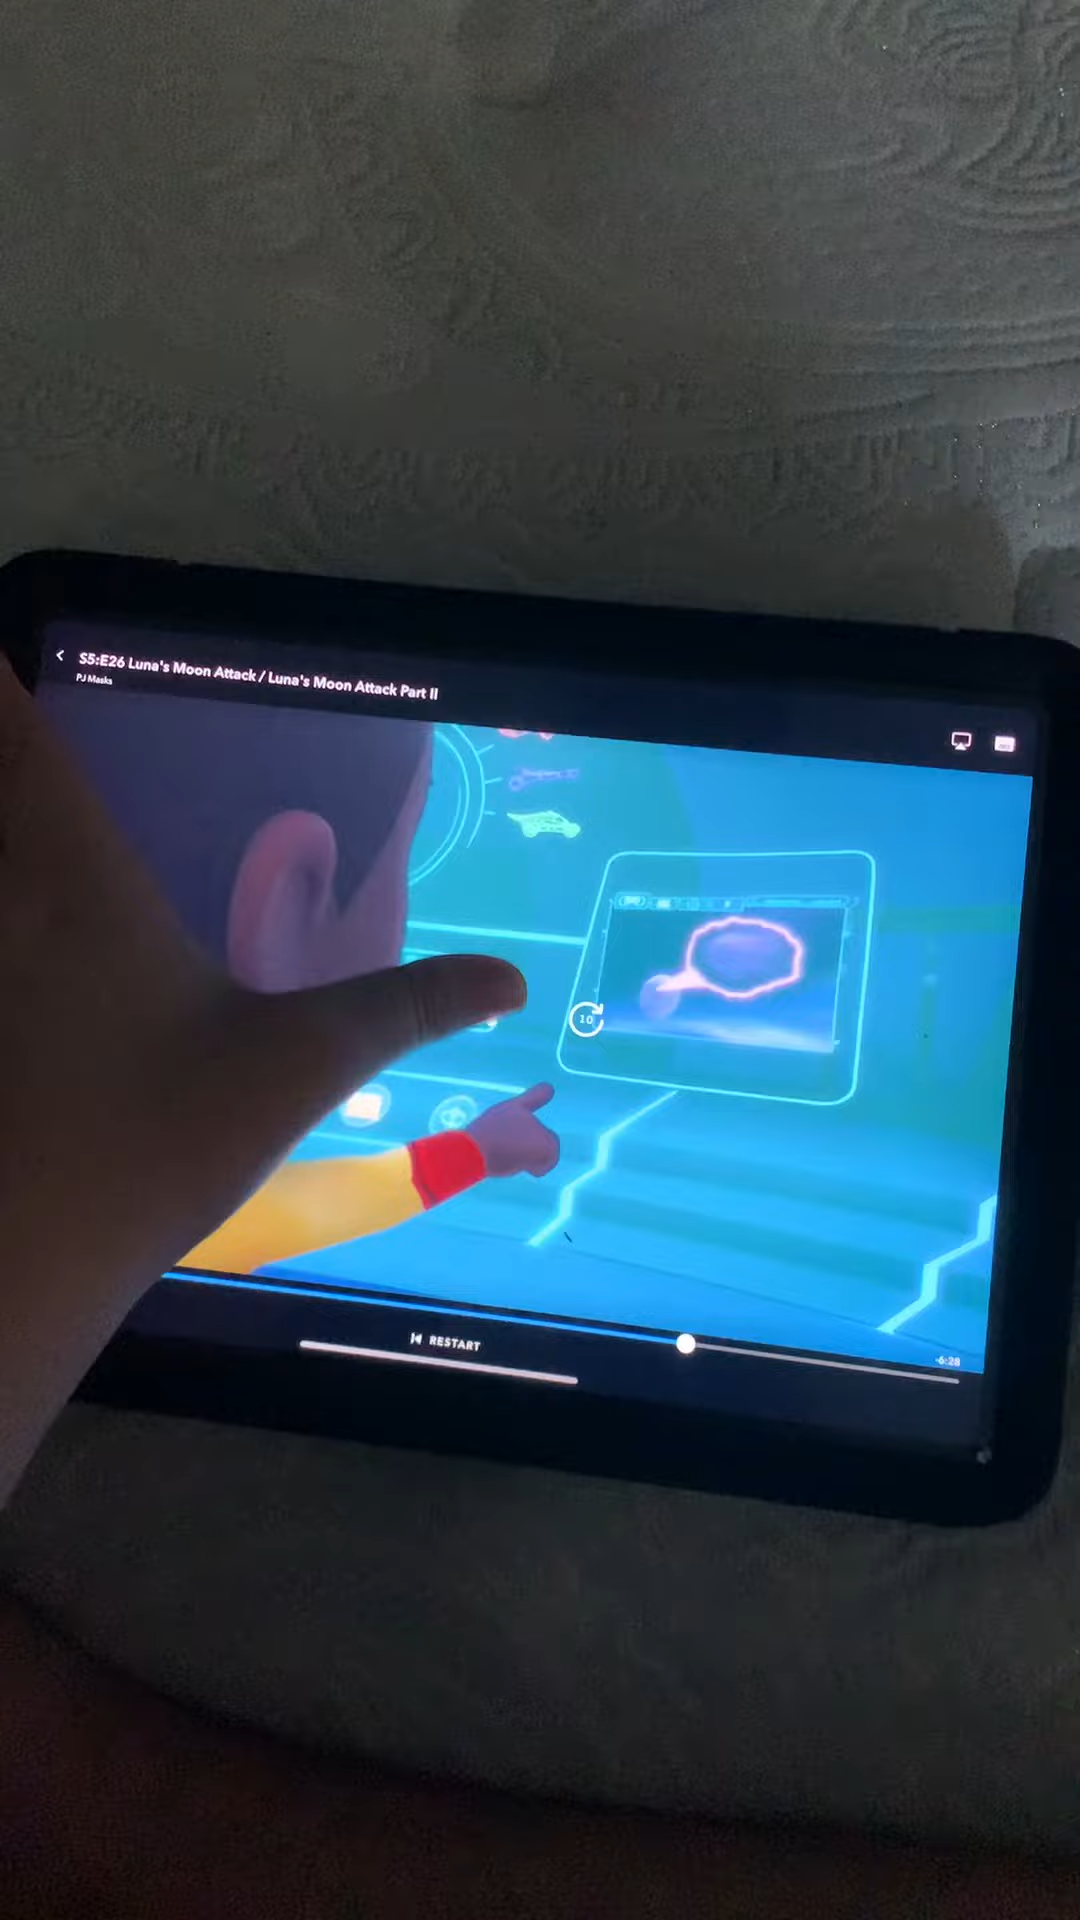 S5:E26 Luna's Moon Attack / Luna's Moon Attack Part II
PJ Masks
10
RESTART
-6:28